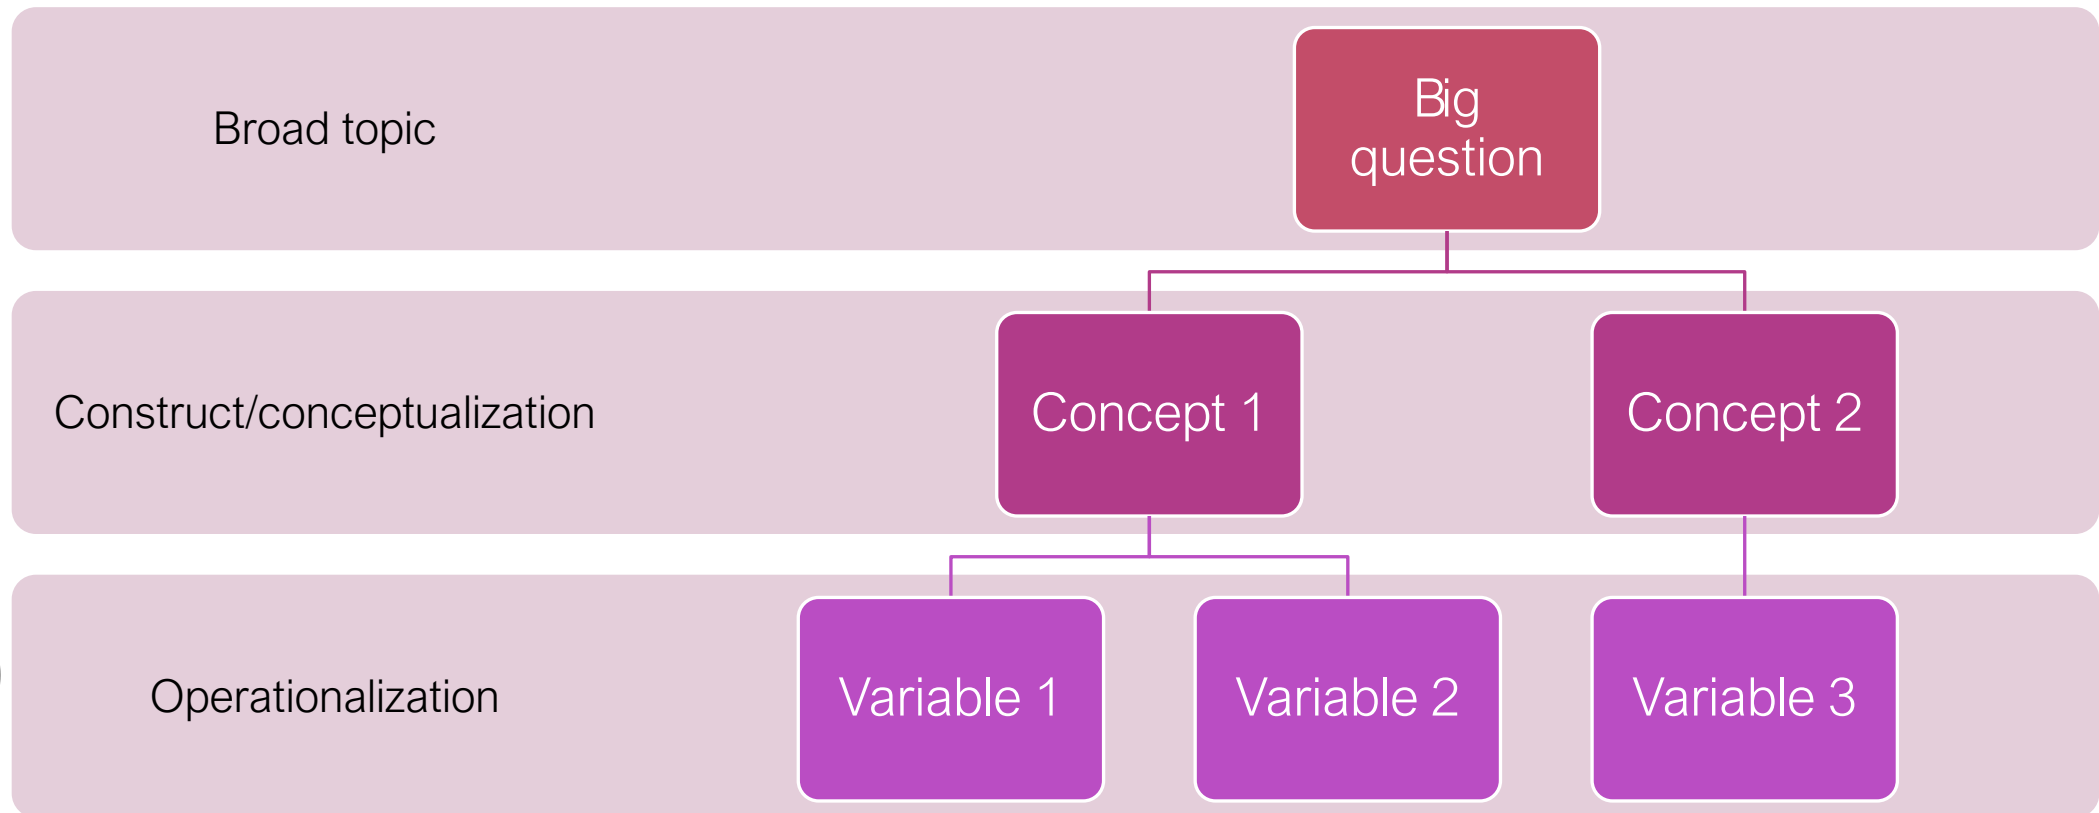 Broad topic
Big
question
Construct/conceptualization
Concept 1
Concept 2
Operationalization
Variable 1
Variable 2
Variable 3